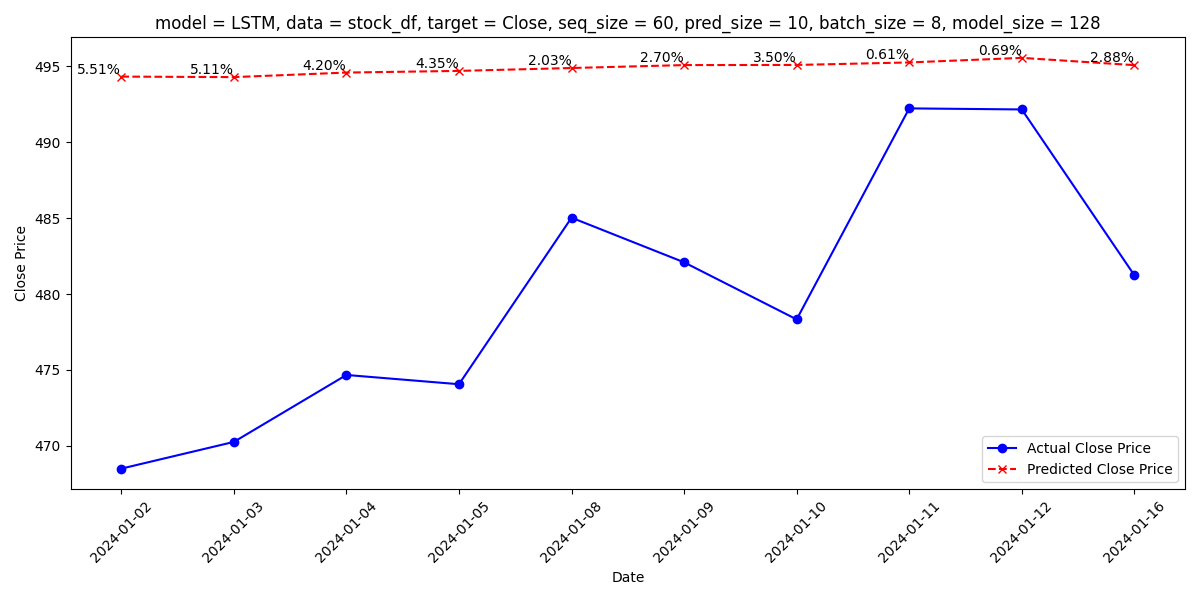 model = LSTM, data = stock_df, target = Close, seq_size = 60, pred_size = 10, batch_size = 8, model_size = 128
5.51% 5.11% 4.20% 4.35% 2.03% 2.70% 3.50% 0.61% 0.69% 2.88%
495
490
485
480
475
470
Close Price
Actual Close Price
Predicted Close Price
2024-01-02 2024-01-03 2024-01-04 2024-01-05 2024-01-08 2024-01-09 2024-01-10 2024-01-11 2024-01-12 2024-01-16
Date